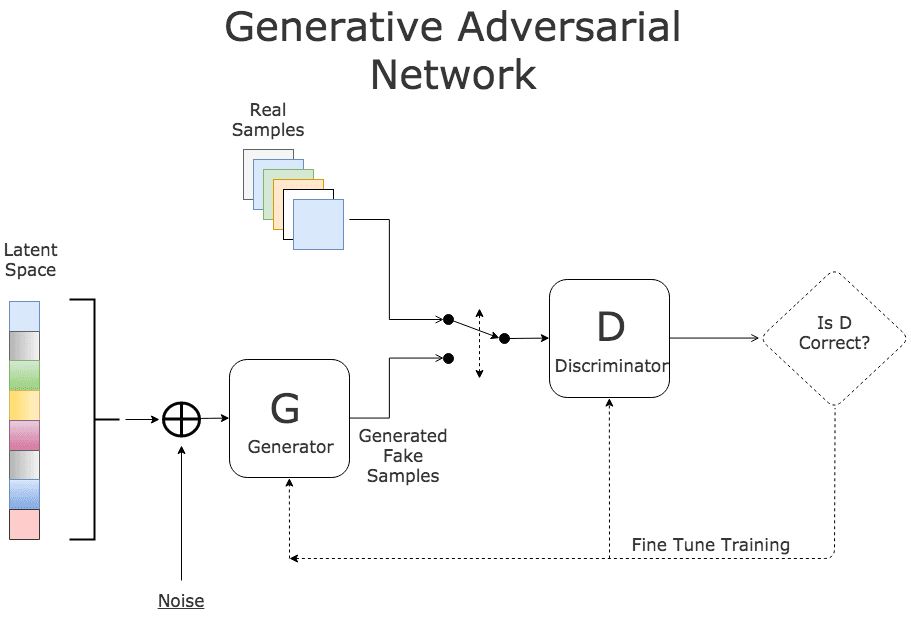 Generative Adversarial
Network
Real
Samples
Latent
Space
D
Discriminator
Is D
Correct?
G
Generator
Generated
Fake
Samples
Fine Tune Training
Noise